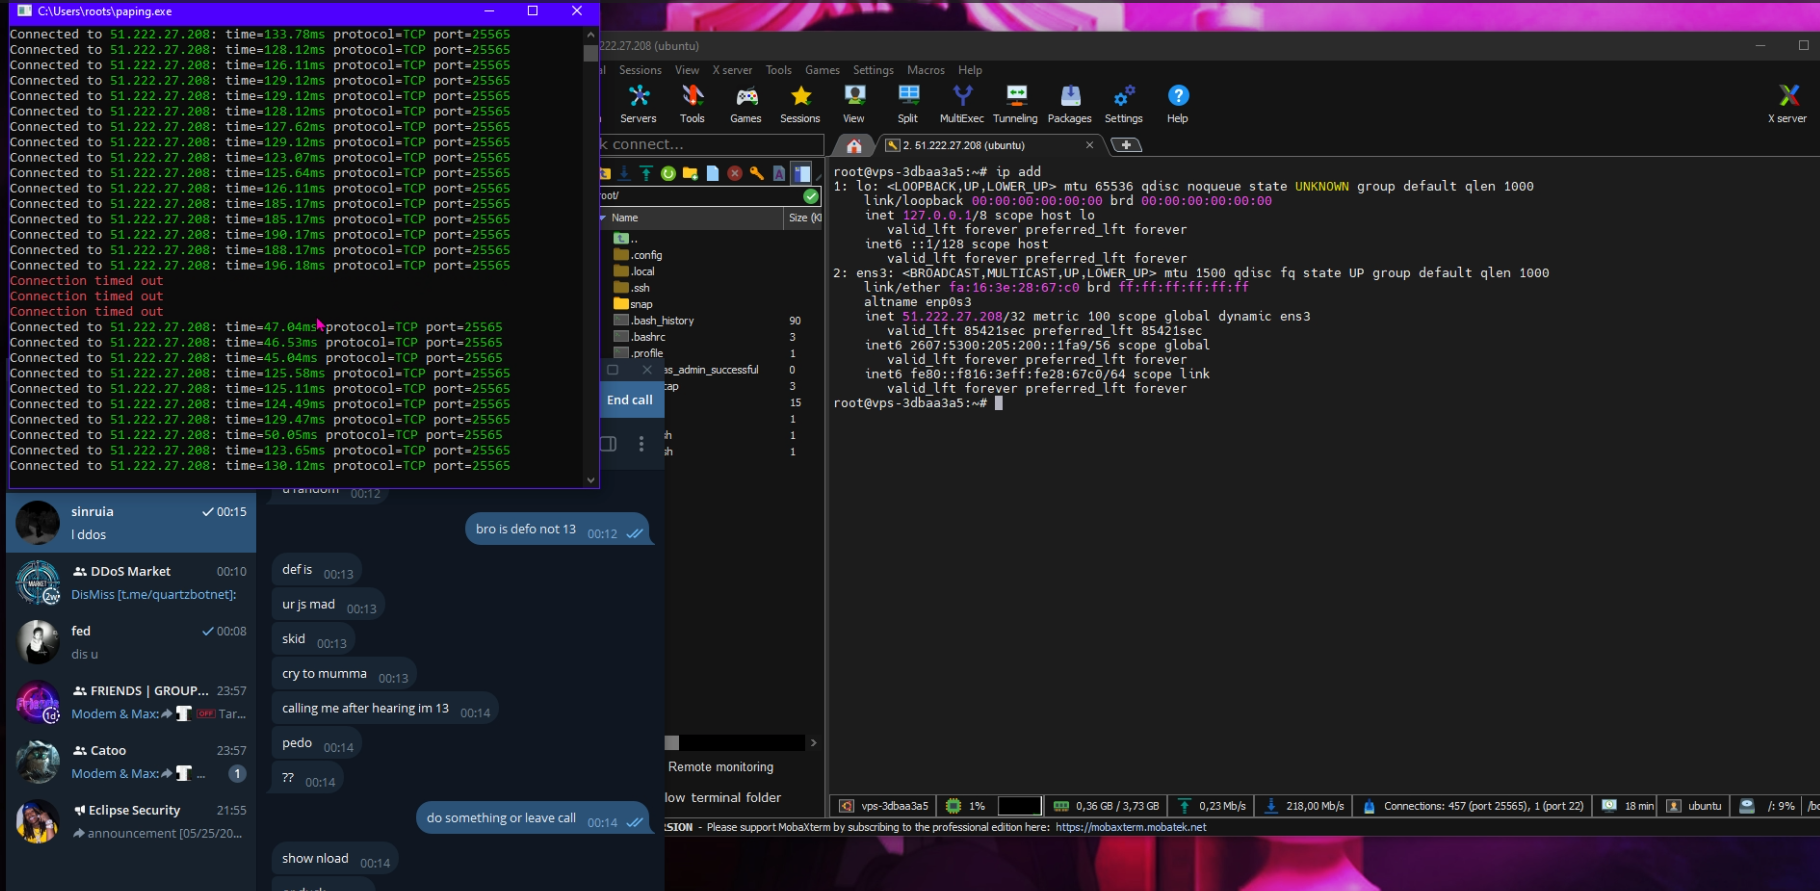 C:\Users\roots\paping.exe
Connected to 51.222.27.208: time=133.78ms protocol=TCP port=25565
Connected to 51.222.27.208: time=128.12ms protocol=TCP port=25565
Connected to 51.222.27.208: time=126.11ms protocol=TCP port=25565
Connected to 51.222.27.208: time=129.12ms protocol=TCP port=25565
Connected to 51.222.27.208: time=129.12ms protocol=TCP port=25565
Connected to 51.222.27.208: time=128.12ms protocol=TCP port=25565
Connected to 51.222.27.208: time=127.62ms protocol=TCP port=25565
Connected to 51.222.27.208: time=129.12ms protocol=TCP port=25565
Connected to 51.222.27.208: time=123.07ms protocol=TCP port=25565
Connected to 51.222.27.208: time=125.64ms protocol=TCP port=25565
Connected to 51.222.27.208: time=126.11ms protocol=TCP port=25565
Connected to 51.222.27.208: time=185.17ms protocol=TCP port=25565
Connected to 51.222.27.208: time=185.17ms protocol=TCP port=25565
Connected to 51.222.27.208: time=190.17ms protocol=TCP port=25565
Connected to 51.222.27.208: time=188.17ms protocol=TCP port=25565
Connected to 51.222.27.208: time=196.18ms protocol=TCP port=25565
Connection timed out
Connection timed out
Connection timed out
Connected to 51.222.27.208: time=47.04ms protocol=TCP port=25565
Connected to 51.222.27.208: time=46.53ms protocol=TCP port=25565
Connected to 51.222.27.208: time=45.04ms protocol=TCP port=25565
Connected to 51.222.27.208: time=125.58ms protocol=TCP port=25565
Connected to 51.222.27.208: time=125.11ms protocol=TCP port=25565
Connected to 51.222.27.208: time=124.49ms protocol=TCP port=25565
Connected to 51.222.27.208: time=129.47ms protocol=TCP port=25565
Connected to 51.222.27.208: time=50.05ms protocol=TCP port=25565
Connected to 51.222.27.208: time=123.65ms protocol=TCP port=25565
Connected to 51.222.27.208: time=130.12ms protocol=TCP port=25565
222.27.208 (ubuntu)
Sessions View X server Tools Games Settings Macros Help
Servers Tools Games Sessions View Split MultiExec Tunneling Packages Settings Help X server
k connect...
2. 51.222.27.208 (ubuntu)
oot/
Name Size (K
..
.config
.local
.ssh
snap
.bash_history 90
.bashrc 3
.profile 1
as_admin_successful 0
cap 3
15
1
sh 1
sh 1
root@vps-3dbaa3a5:~# ip add
1: lo: <LOOPBACK,UP,LOWER_UP> mtu 65536 qdisc noqueue state UNKNOWN group default qlen 1000
link/loopback 00:00:00:00:00:00 brd 00:00:00:00:00:00
inet 127.0.0.1/8 scope host lo
valid_lft forever preferred_lft forever
inet6 ::1/128 scope host
valid_lft forever preferred_lft forever
2: ens3: <BROADCAST,MULTICAST,UP,LOWER_UP> mtu 1500 qdisc fq state UP group default qlen 1000
link/ether fa:16:3e:28:67:c0 brd ff:ff:ff:ff:ff:ff
altname enp0s3
inet 51.222.27.208/32 metric 100 scope global dynamic ens3
valid_lft 85421sec preferred_lft 85421sec
inet6 2607:5300:205:200::1fa9/56 scope global
valid_lft forever preferred_lft forever
inet6 fe80::f816:3eff:fe28:67c0/64 scope link
valid_lft forever preferred_lft forever
root@vps-3dbaa3a5:~#
End call
sinruia 00:15
I ddos
DDoS Market 00:10
DisMiss [t.me/quartzbotnet]:
2w
fed 00:08
dis u
FRIENDS | GROUP... 23:57
Modem & Max: OFF Tar...
1d
Catoo 23:57
Modem & Max: ... 1
Eclipse Security 21:55
announcement [05/25/20...
u random 00:12
bro is defo not 13 00:12
def is 00:13
ur js mad 00:13
skid 00:13
cry to mumma 00:13
calling me after hearing im 13 00:14
pedo 00:14
?? 00:14
do something or leave call 00:14
show nload 00:14
Remote monitoring
low terminal folder
vps-3dbaa3a5 1% 0,36 GB / 3,73 GB 0,23 Mb/s 218,00 Mb/s Connections: 457 (port 25565), 1 (port 22) 18 min ubuntu /: 9% /bo
SION - Please support MobaXterm by subscribing to the professional edition here: https://mobaxterm.mobatek.net